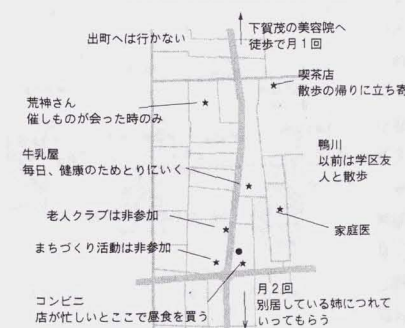 出町へは行かない
下賀茂の美容院へ
徒歩で月1回
喫茶店
散歩の帰りに立ち寄
荒神さん
催しものが会った時のみ
鴨川
以前は学区友
人と散歩
牛乳屋
毎日、健康のためとりにいく
老人クラブは非参加
家庭医
まちづくり活動は非参加
月2回
別居している姉につれて
いってもらう
コンビニ
店が忙しいとここで昼食を買う